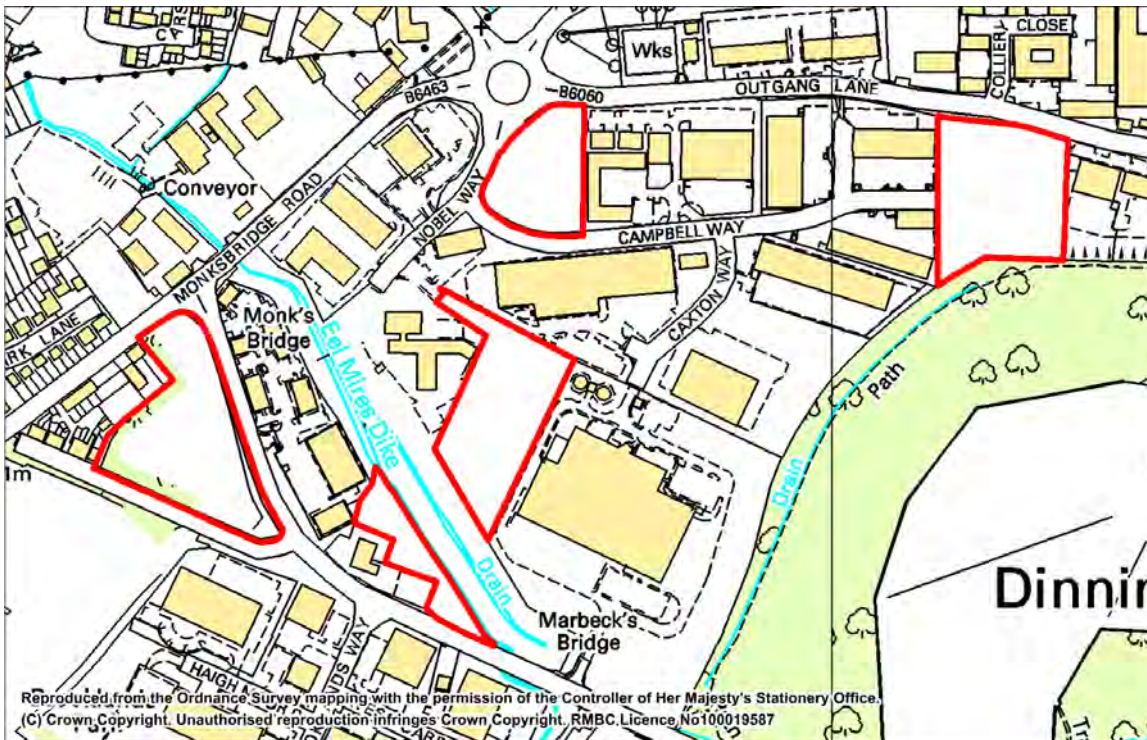 CLOSE
COLLIERY
Wks
B6463
B6060
OUTGANG LANE
Conveyor
MONKSBRIDGE ROAD
NOBEL WAY
CAMPBELL WAY
CAXTON WAY
Monk's
Bridge
Eel Mires Dike
Path
Drain
1m
Drain
Dinnin
Marbeck's
Bridge
HAIGH
WAY
Reproduced from the Ordnance Survey mapping with the permission of the Controller of Her Majesty's Stationery Office.
(C) Crown Copyright. Unauthorised reproduction infringes Crown Copyright. RMBC Licence No100019587